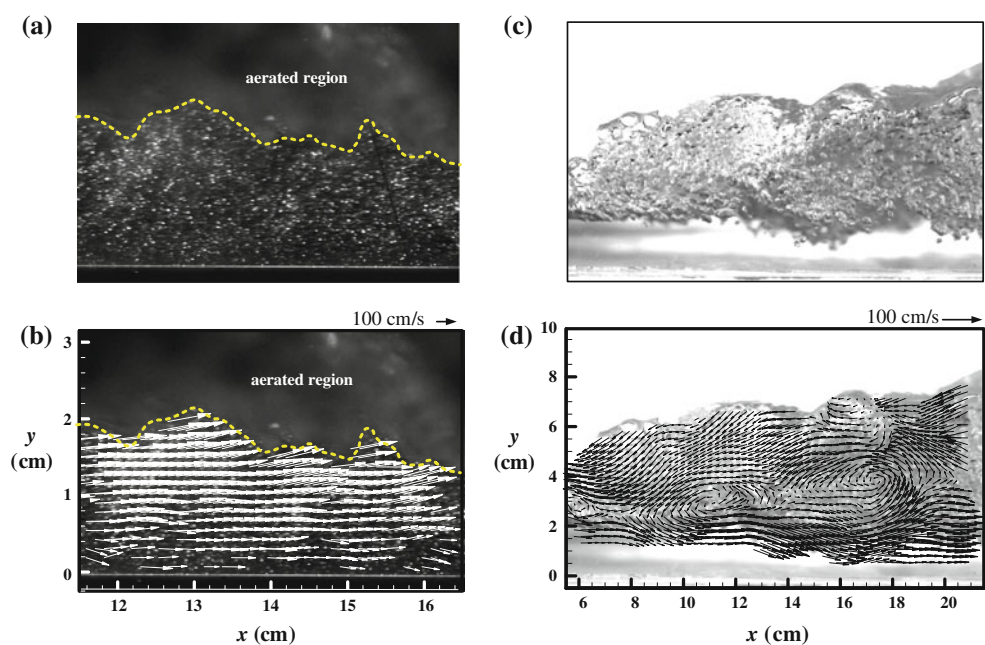 (a)
aerated region
(c)
(b)
100 cm/s
aerated region
3
2
1
0
y
(cm)
12
13
14
15
16
x (cm)
(d)
100 cm/s
10
8
6
4
2
0
y
(cm)
6
8
10
12
14
16
18
20
x (cm)